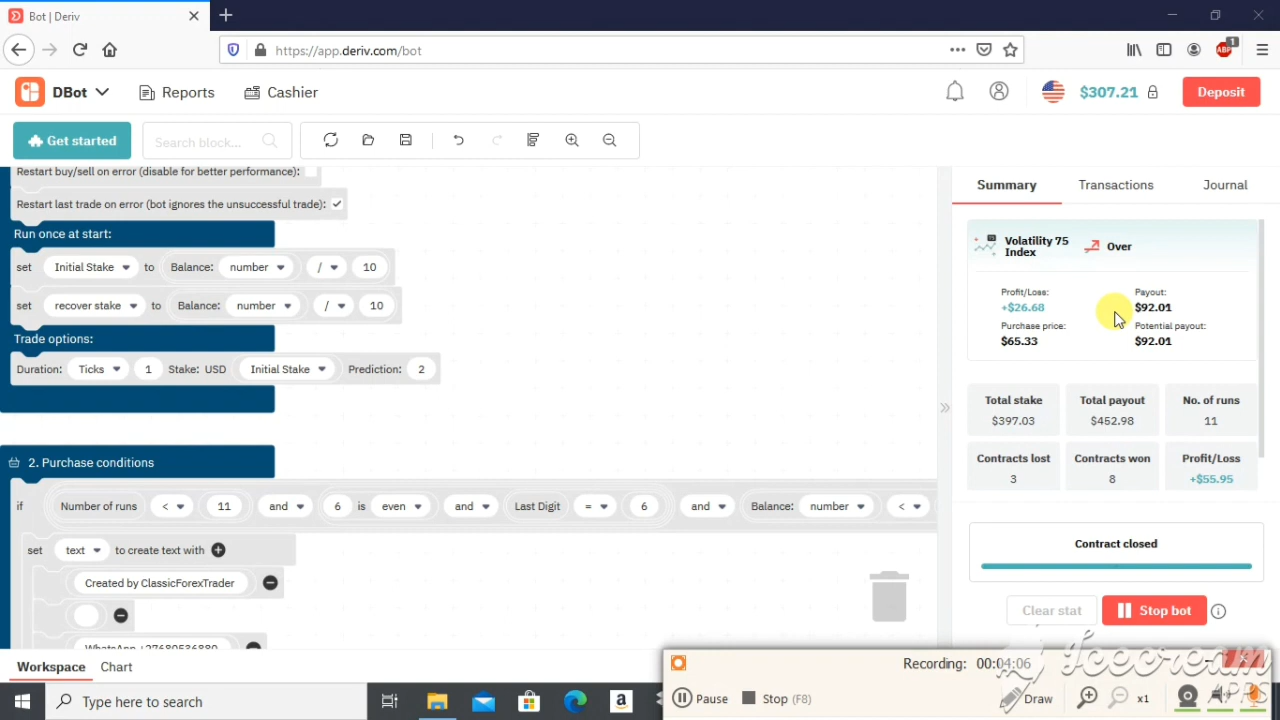 Bot | Deriv
https://app.deriv.com/bot
ABP
1
DBot
Reports
Cashier
$307.21
Deposit
Get started
Search block...
Restart buy/sell on error (disable for better performance):
Restart last trade on error (bot ignores the unsuccessful trade):
Run once at start:
set Initial Stake to Balance: number / 10
set recover stake to Balance: number / 10
Trade options:
Duration: Ticks 1 Stake: USD Initial Stake Prediction: 2
2. Purchase conditions
if Number of runs < 11 and 6 is even and Last Digit = 6 and Balance: number <
set text to create text with
Created by ClassicForexTrader
Summary
Transactions
Journal
Volatility 75
Index
Over
Profit/Loss:
+$26.68
Payout:
$92.01
Purchase price:
$65.33
Potential payout:
$92.01
Total stake
$397.03
Total payout
$452.98
No. of runs
11
Contracts lost
3
Contracts won
8
Profit/Loss
+$55.95
Contract closed
Clear stat
Stop bot
Workspace
Chart
Recording: 00:04:06
Icecream
APPS
Pause
Stop (F8)
Draw
x1
Type here to search